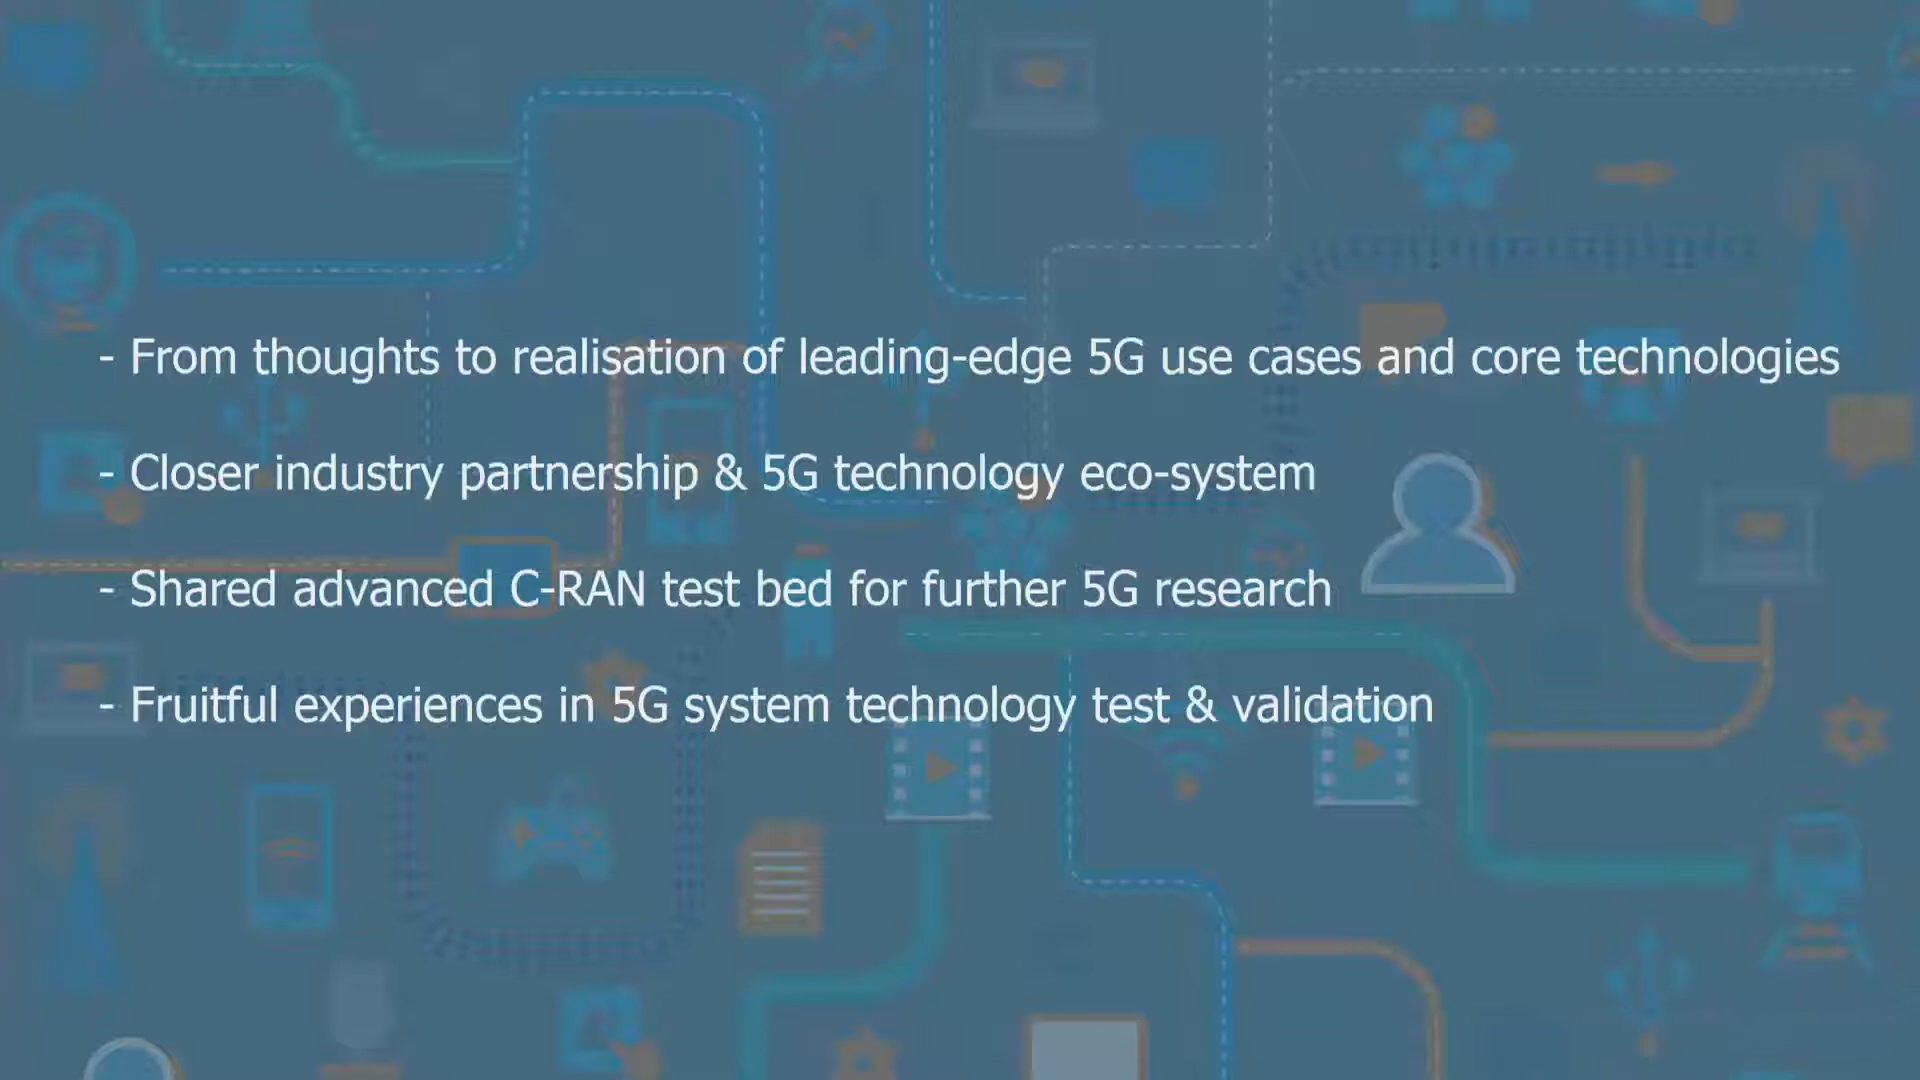 - From thoughts to realisation of leading-edge 5G use cases and core technologies
- Closer industry partnership & 5G technology eco-system
- Shared advanced C-RAN test bed for further 5G research
- Fruitful experiences in 5G system technology test & validation